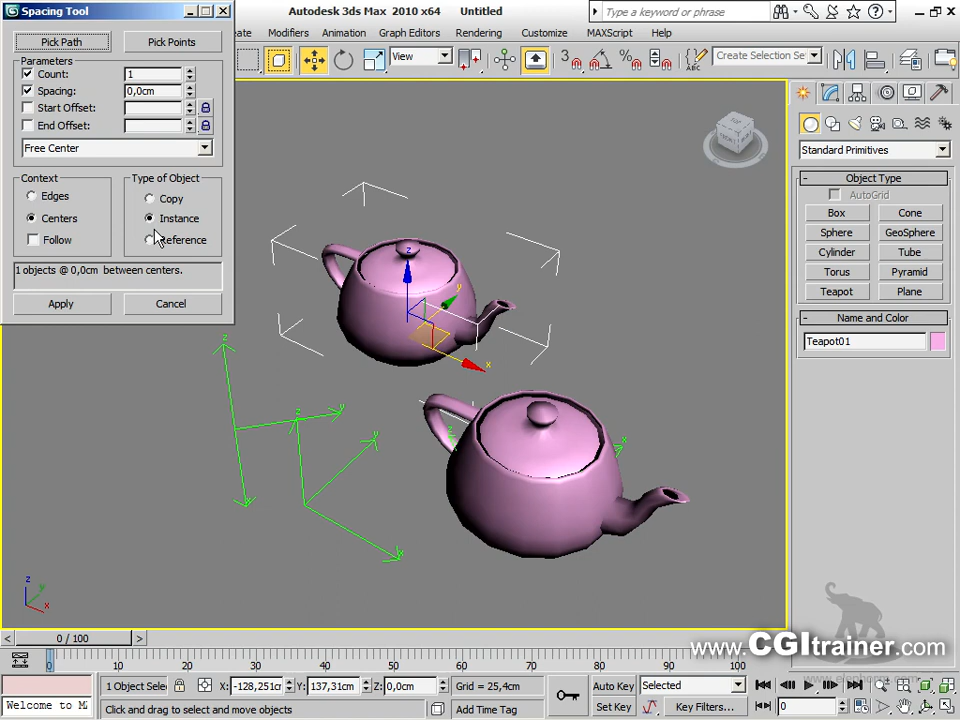 Spacing Tool
Autodesk 3ds Max 2010 x64 Untitled
Type a keyword or phrase
ate Modifiers Animation Graph Editors Rendering Customize MAXScript Help
Pick Path Pick Points
View
Create Selection Se
Parameters
Count: 1
Spacing: 0,0cm
Start Offset:
End Offset:
Free Center
Context
Edges
Centers
Follow
Type of Object
Copy
Instance
Reference
1 objects @ 0,0cm between centers.
Apply Cancel
Standard Primitives
- Object Type
AutoGrid
Box Cone
Sphere GeoSphere
Cylinder Tube
Torus Pyramid
Teapot Plane
- Name and Color
Teapot01
TOP
z
y
x
z
y
x
z
y
x
z
x
z
y
x
www.CGItrainer.com
< 0 / 100 >
0 10 20 30 40 50 60 70 80 90 100
1 Object Selec X: -128,251c Y: 137,31cm Z: 0,0cm Grid = 25,4cm
Auto Key Selected
Welcome to MA
Click and drag to select and move objects
Add Time Tag
Set Key Key Filters...
0